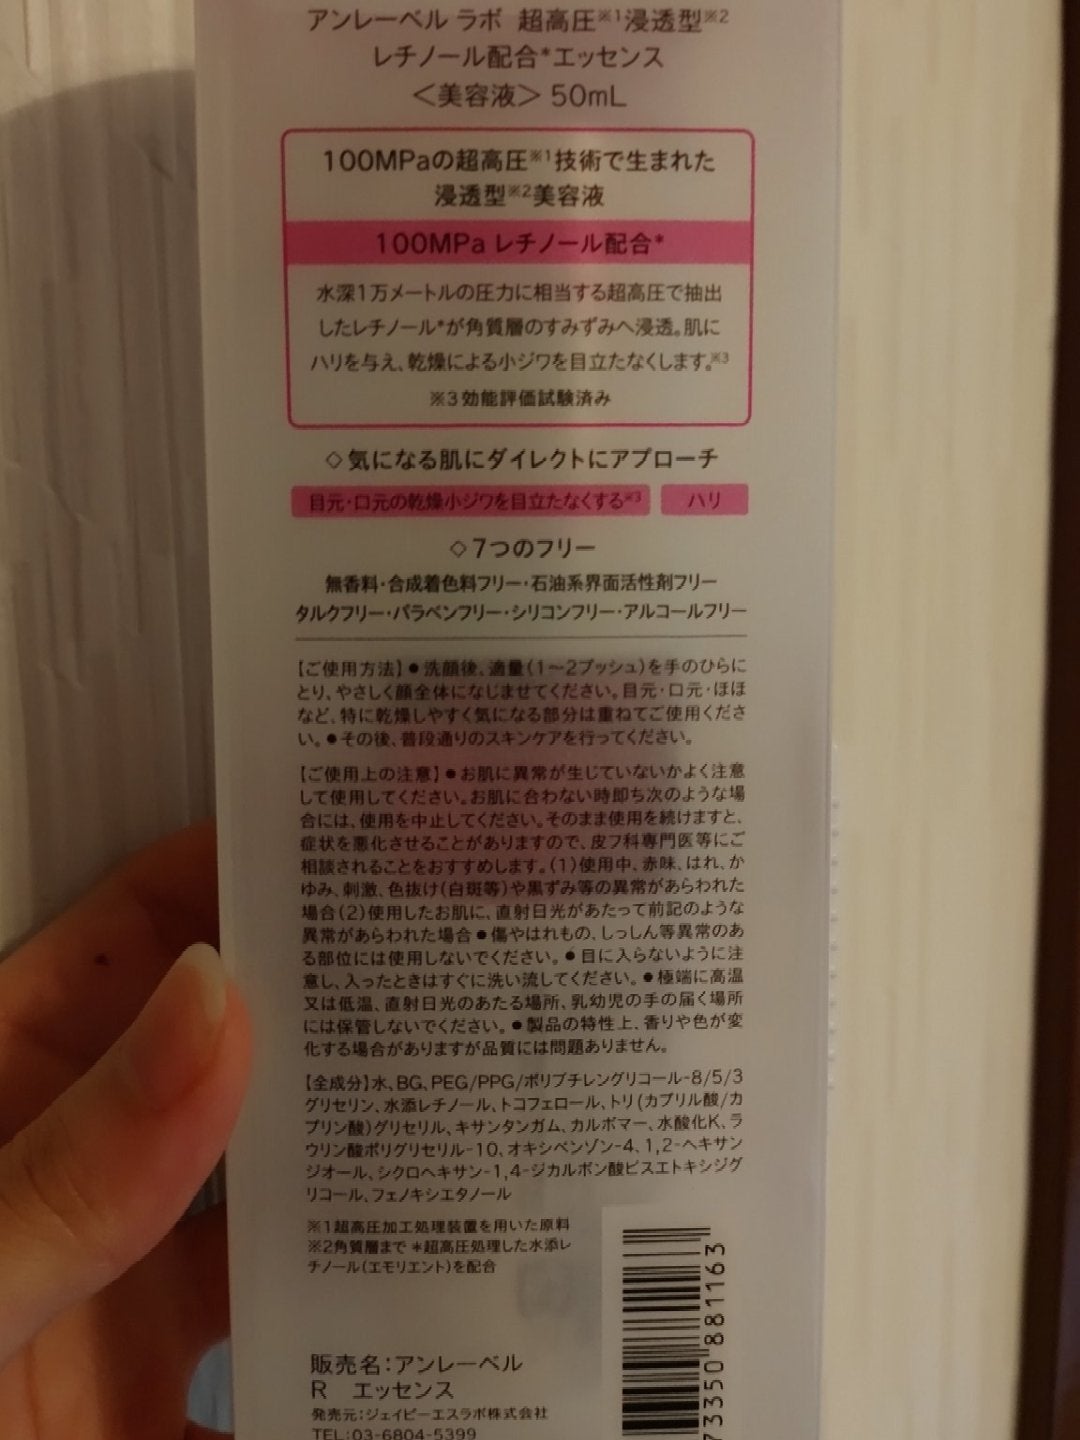 アンレーベル ラボ 超高圧※1浸透型※2
レチノール配合*エッセンス
＜美容液＞ 50mL
100MPaの超高圧※1技術で生まれた
浸透型※2美容液
100MPa レチノール配合*
水深1万メートルの圧力に相当する超高圧で抽出
したレチノール*が角質層のすみずみへ浸透。肌に
ハリを与え、乾燥による小ジワを目立たなくします。※3
※3効能評価試験済み
◇気になる肌にダイレクトにアプローチ
目元・口元の乾燥小ジワを目立たなくする※3 ハリ
◇7つのフリー
無香料・合成着色料フリー・石油系界面活性剤フリー
タルクフリー・パラベンフリー・シリコンフリー・アルコールフリー
【ご使用方法】●洗顔後、適量（1〜2プッシュ）を手のひらに
とり、やさしく顔全体になじませてください。目元・口元・ほほ
など、特に乾燥しやすく気になる部分は重ねてご使用くださ
い。●その後、普段通りのスキンケアを行ってください。
【ご使用上の注意】●お肌に異常が生じていないかよく注意
して使用してください。お肌に合わない時即ち次のような場
合には、使用を中止してください。そのまま使用を続けますと、
症状を悪化させることがありますので、皮フ科専門医等にご
相談されることをおすすめします。（1）使用中、赤味、はれ、か
ゆみ、刺激、色抜け（白斑等）や黒ずみ等の異常があらわれた
場合（2）使用したお肌に、直射日光があたって前記のような
異常があらわれた場合●傷やはれもの、しっしん等異常のあ
る部位には使用しないでください。●目に入らないように注
意し、入ったときはすぐに洗い流してください。●極端に高温
又は低温、直射日光のあたる場所、乳幼児の手の届く場所
には保管しないでください。●製品の特性上、香りや色が変
化する場合がありますが品質には問題ありません。
【全成分】水、BG、PEG/PPG/ポリブチレングリコール-8/5/3
グリセリン、水添レチノール、トコフェロール、トリ（カプリル酸/カ
プリン酸）グリセリル、キサンタンガム、カルボマー、水酸化K、ラ
ウリン酸ポリグリセリル-10、オキシベンゾン-4、1,2-ヘキサン
ジオール、シクロヘキサン-1,4-ジカルボン酸ビスエトキシジグ
リコール、フェノキシエタノール
※1超高圧加工処理装置を用いた原料
※2角質層まで *超高圧処理した水添レ
チノール（エモリエント）を配合
販売名：アンレーベル
R エッセンス
発売元：ジェイピーエスラボ株式会社
TEL：03-6804-5399
73350 881163